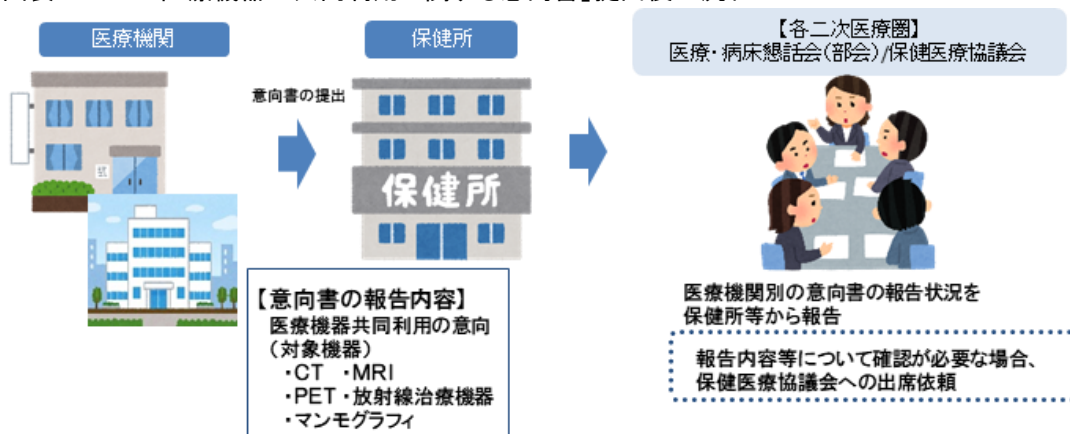 医療機関
保健所
【各二次医療圏】
医療・病床懇話会(部会)/保健医療協議会
意向書の提出
保健所
【意向書の報告内容】
医療機器共同利用の意向
(対象機器)
・CT ・MRI
・PET・放射線治療機器
・マンモグラフィ
医療機関別の意向書の報告状況を
保健所等から報告
報告内容等について確認が必要な場合、
保健医療協議会への出席依頼